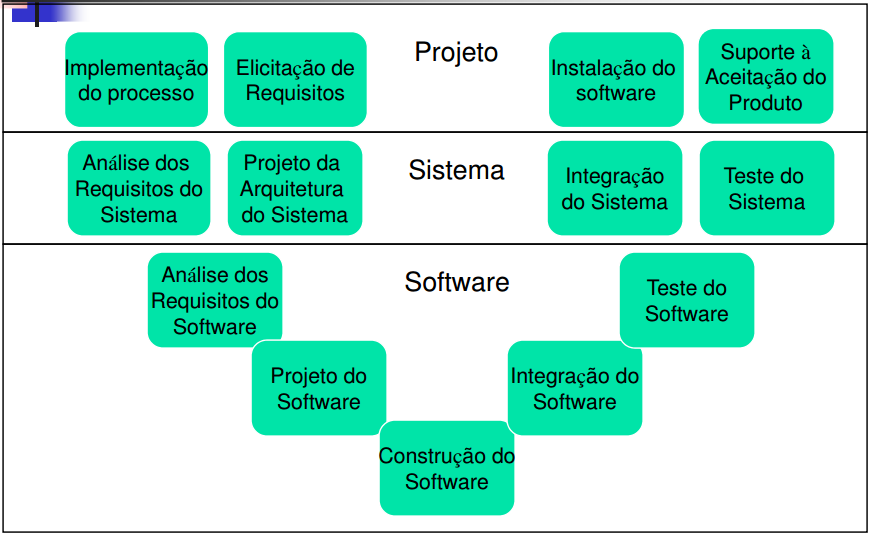 Projeto
Implementação
do processo
Elicitação de
Requisitos
Instalação do
software
Suporte à
Aceitação do
Produto
Sistema
Análise dos
Requisitos do
Sistema
Projeto da
Arquitetura
do Sistema
Integração
do Sistema
Teste do
Sistema
Software
Análise dos
Requisitos do
Software
Projeto do
Software
Construção do
Software
Integração do
Software
Teste do
Software